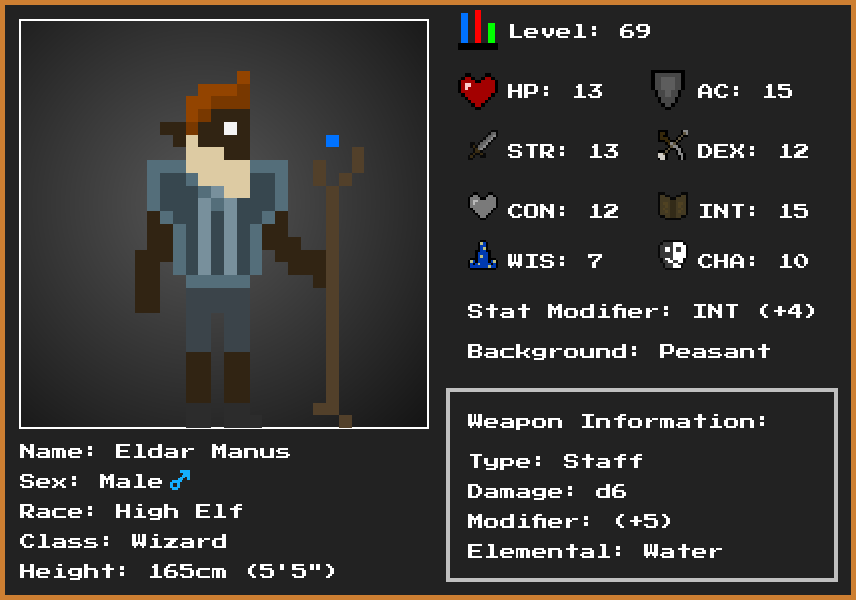 Level: 69
HP: 13 AC: 15
STR: 13 DEX: 12
CON: 12 INT: 15
WIS: 7 CHA: 10
Stat Modifier: INT (+4)
Background: Peasant
Weapon Information:
Type: Staff
Damage: d6
Modifier: (+5)
Elemental: Water
Name: Eldar Manus
Sex: Male♂
Race: High Elf
Class: Wizard
Height: 165cm (5'5")